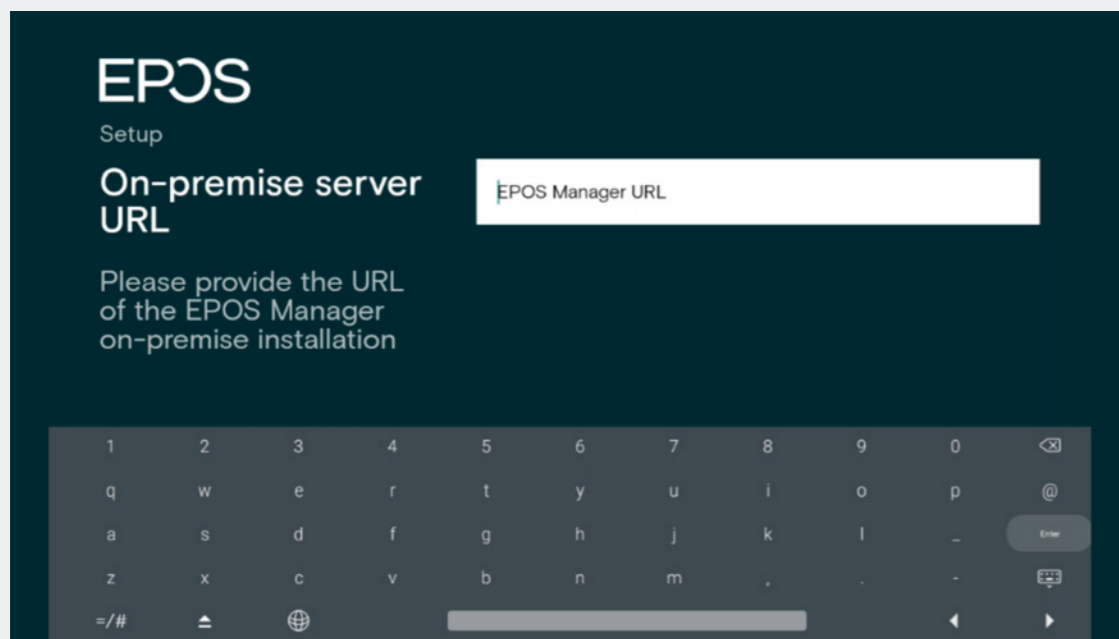 EPOS
Setup
On-premise server
URL
EPOS Manager URL
Please provide the URL
of the EPOS Manager
on-premise installation
1 2 3 4 5 6 7 8 9 0
q w e r t y u i o p @
a s d f g h j k l _ Enter
z x c v b n m , . -
=/#